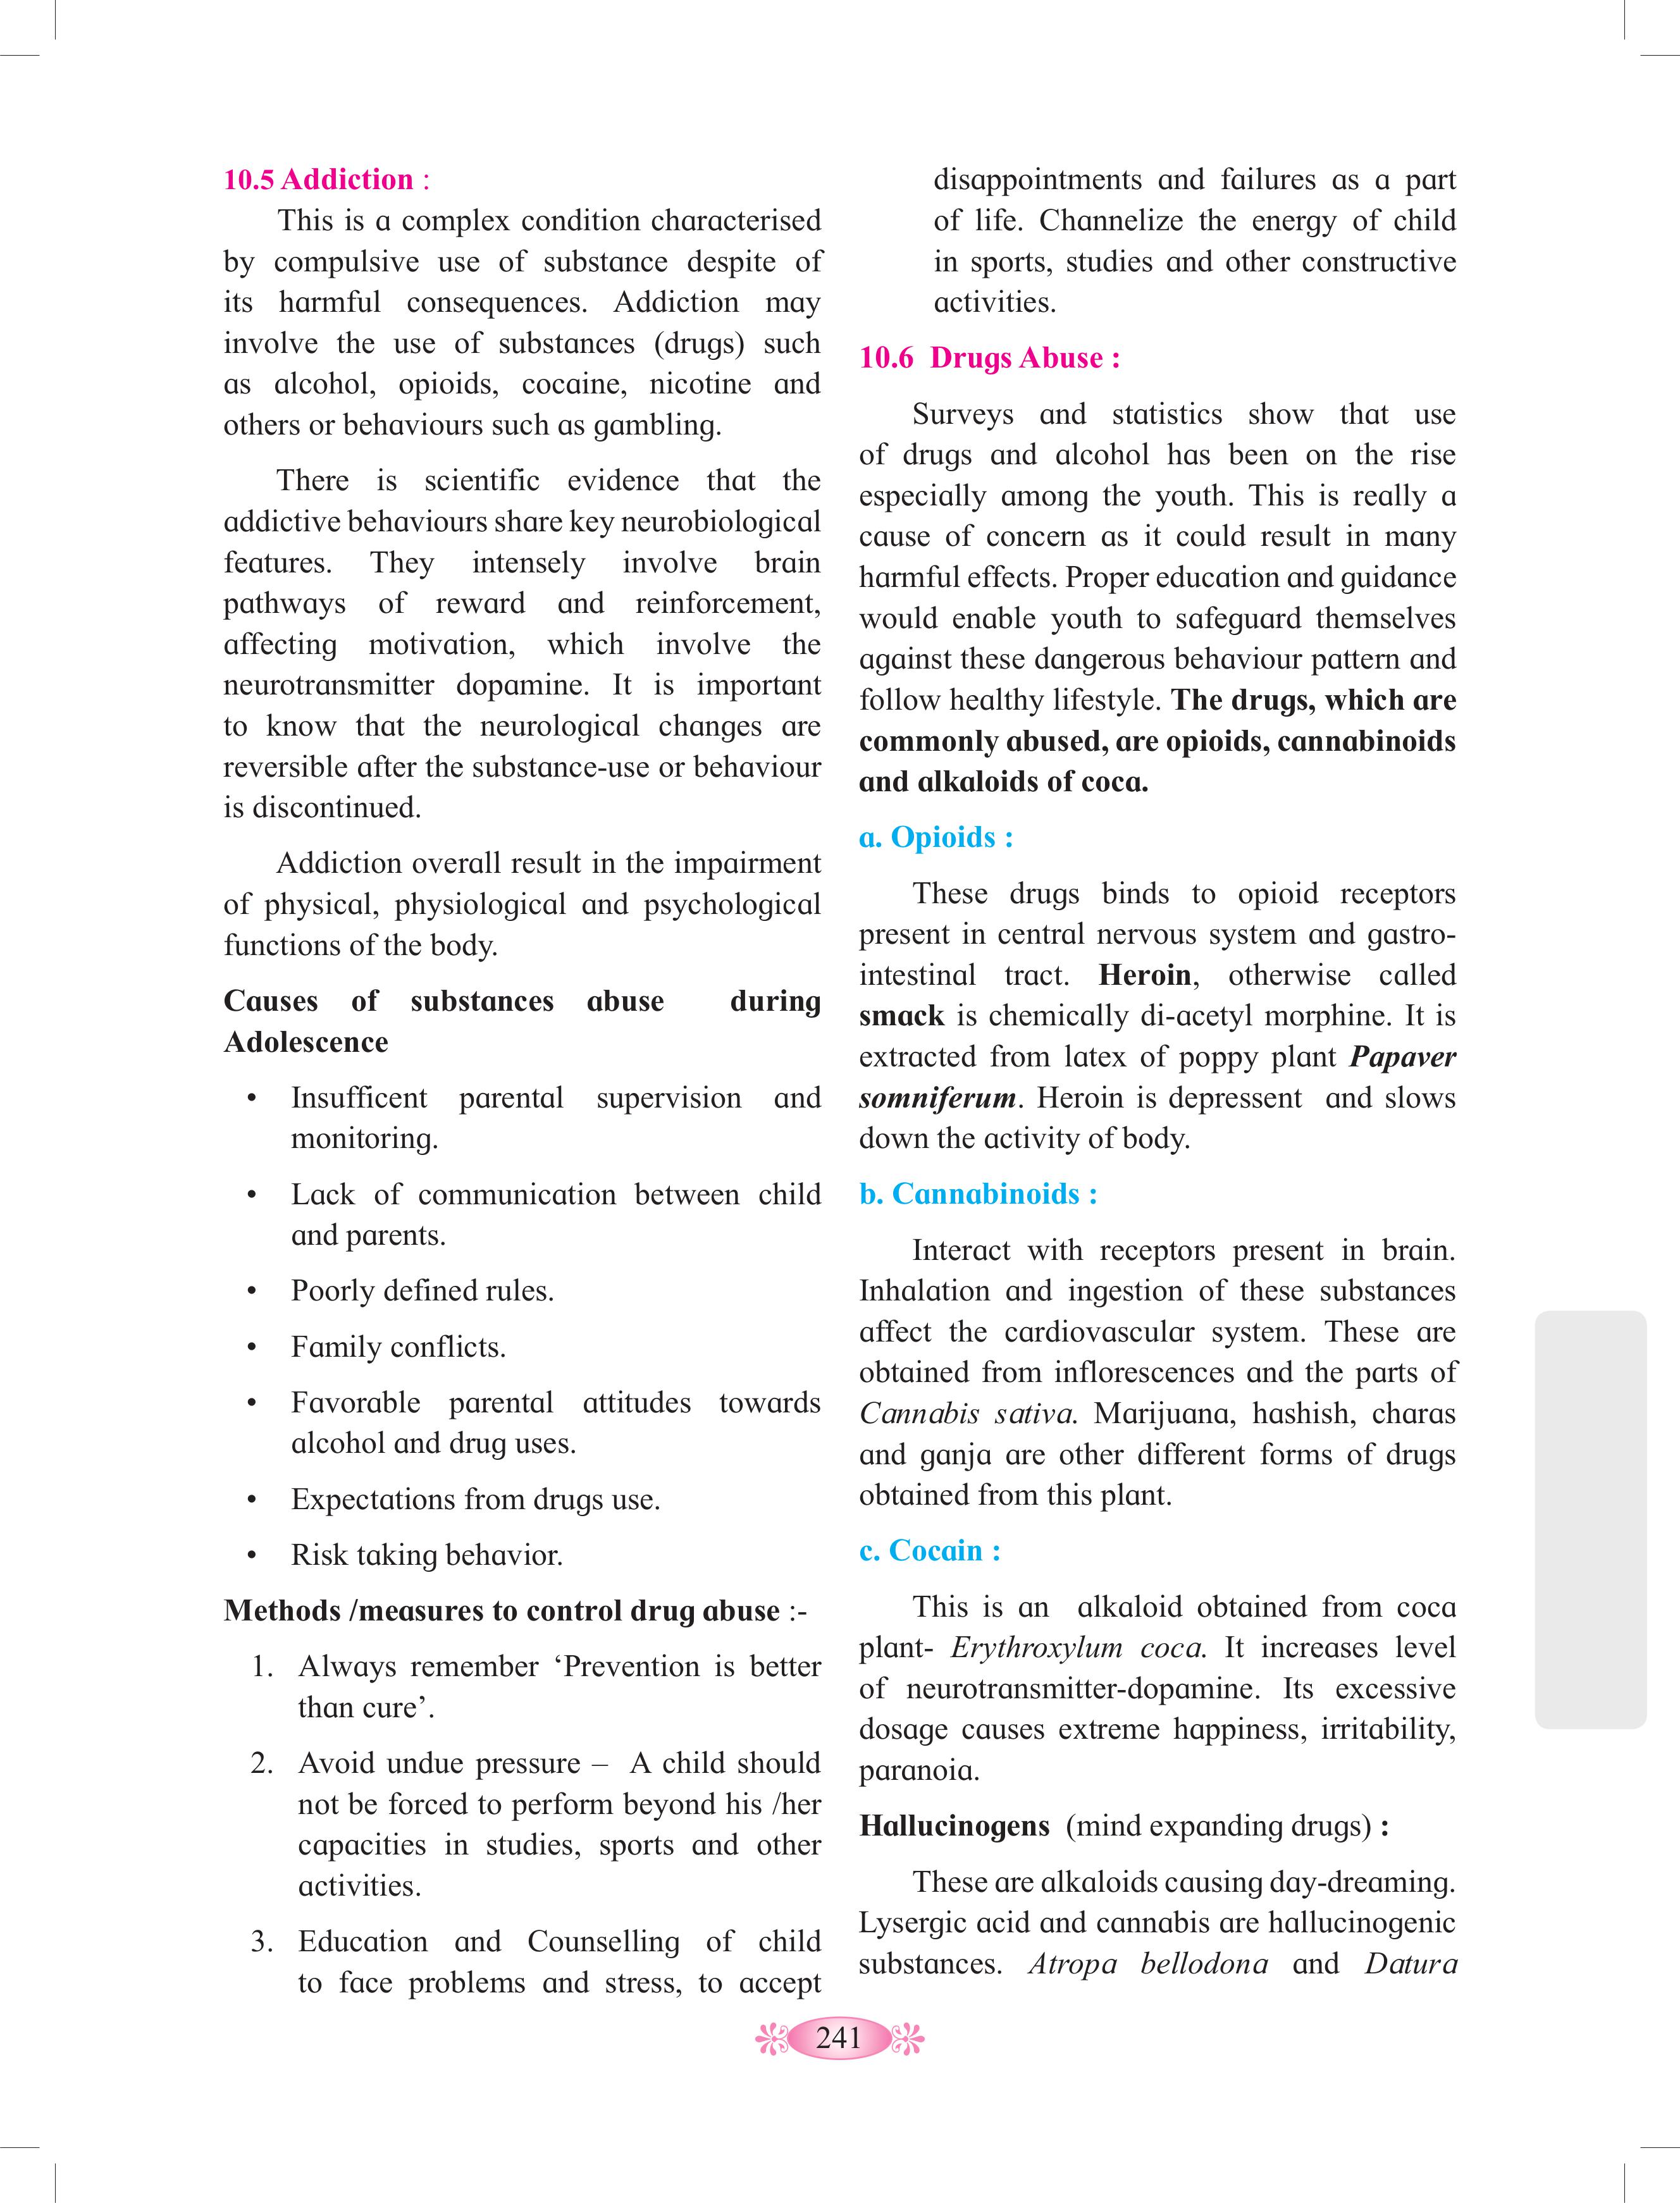 10.5 Addiction :
This is a complex condition characterised
by compulsive use of substance despite of
its harmful consequences. Addiction may
involve the use of substances (drugs) such
as alcohol, opioids, cocaine, nicotine and
others or behaviours such as gambling.
There is scientific evidence that the
addictive behaviours share key neurobiological
features. They intensely involve brain
pathways of reward and reinforcement,
affecting motivation, which involve the
neurotransmitter dopamine. It is important
to know that the neurological changes are
reversible after the substance-use or behaviour
is discontinued.
Addiction overall result in the impairment
of physical, physiological and psychological
functions of the body.
Causes of substances abuse during
Adolescence
• Insufficent parental supervision and
monitoring.
• Lack of communication between child
and parents.
• Poorly defined rules.
• Family conflicts.
• Favorable parental attitudes towards
alcohol and drug uses.
• Expectations from drugs use.
• Risk taking behavior.
Methods /measures to control drug abuse :-
1. Always remember ‘Prevention is better
than cure’.
2. Avoid undue pressure – A child should
not be forced to perform beyond his /her
capacities in studies, sports and other
activities.
3. Education and Counselling of child
to face problems and stress, to accept
disappointments and failures as a part
of life. Channelize the energy of child
in sports, studies and other constructive
activities.
10.6 Drugs Abuse :
Surveys and statistics show that use
of drugs and alcohol has been on the rise
especially among the youth. This is really a
cause of concern as it could result in many
harmful effects. Proper education and guidance
would enable youth to safeguard themselves
against these dangerous behaviour pattern and
follow healthy lifestyle. The drugs, which are
commonly abused, are opioids, cannabinoids
and alkaloids of coca.
a. Opioids :
These drugs binds to opioid receptors
present in central nervous system and gastro-
intestinal tract. Heroin, otherwise called
smack is chemically di-acetyl morphine. It is
extracted from latex of poppy plant Papaver
somniferum. Heroin is depressent and slows
down the activity of body.
b. Cannabinoids :
Interact with receptors present in brain.
Inhalation and ingestion of these substances
affect the cardiovascular system. These are
obtained from inflorescences and the parts of
Cannabis sativa. Marijuana, hashish, charas
and ganja are other different forms of drugs
obtained from this plant.
c. Cocain :
This is an alkaloid obtained from coca
plant- Erythroxylum coca. It increases level
of neurotransmitter-dopamine. Its excessive
dosage causes extreme happiness, irritability,
paranoia.
Hallucinogens (mind expanding drugs) :
These are alkaloids causing day-dreaming.
Lysergic acid and cannabis are hallucinogenic
substances. Atropa bellodona and Datura
241